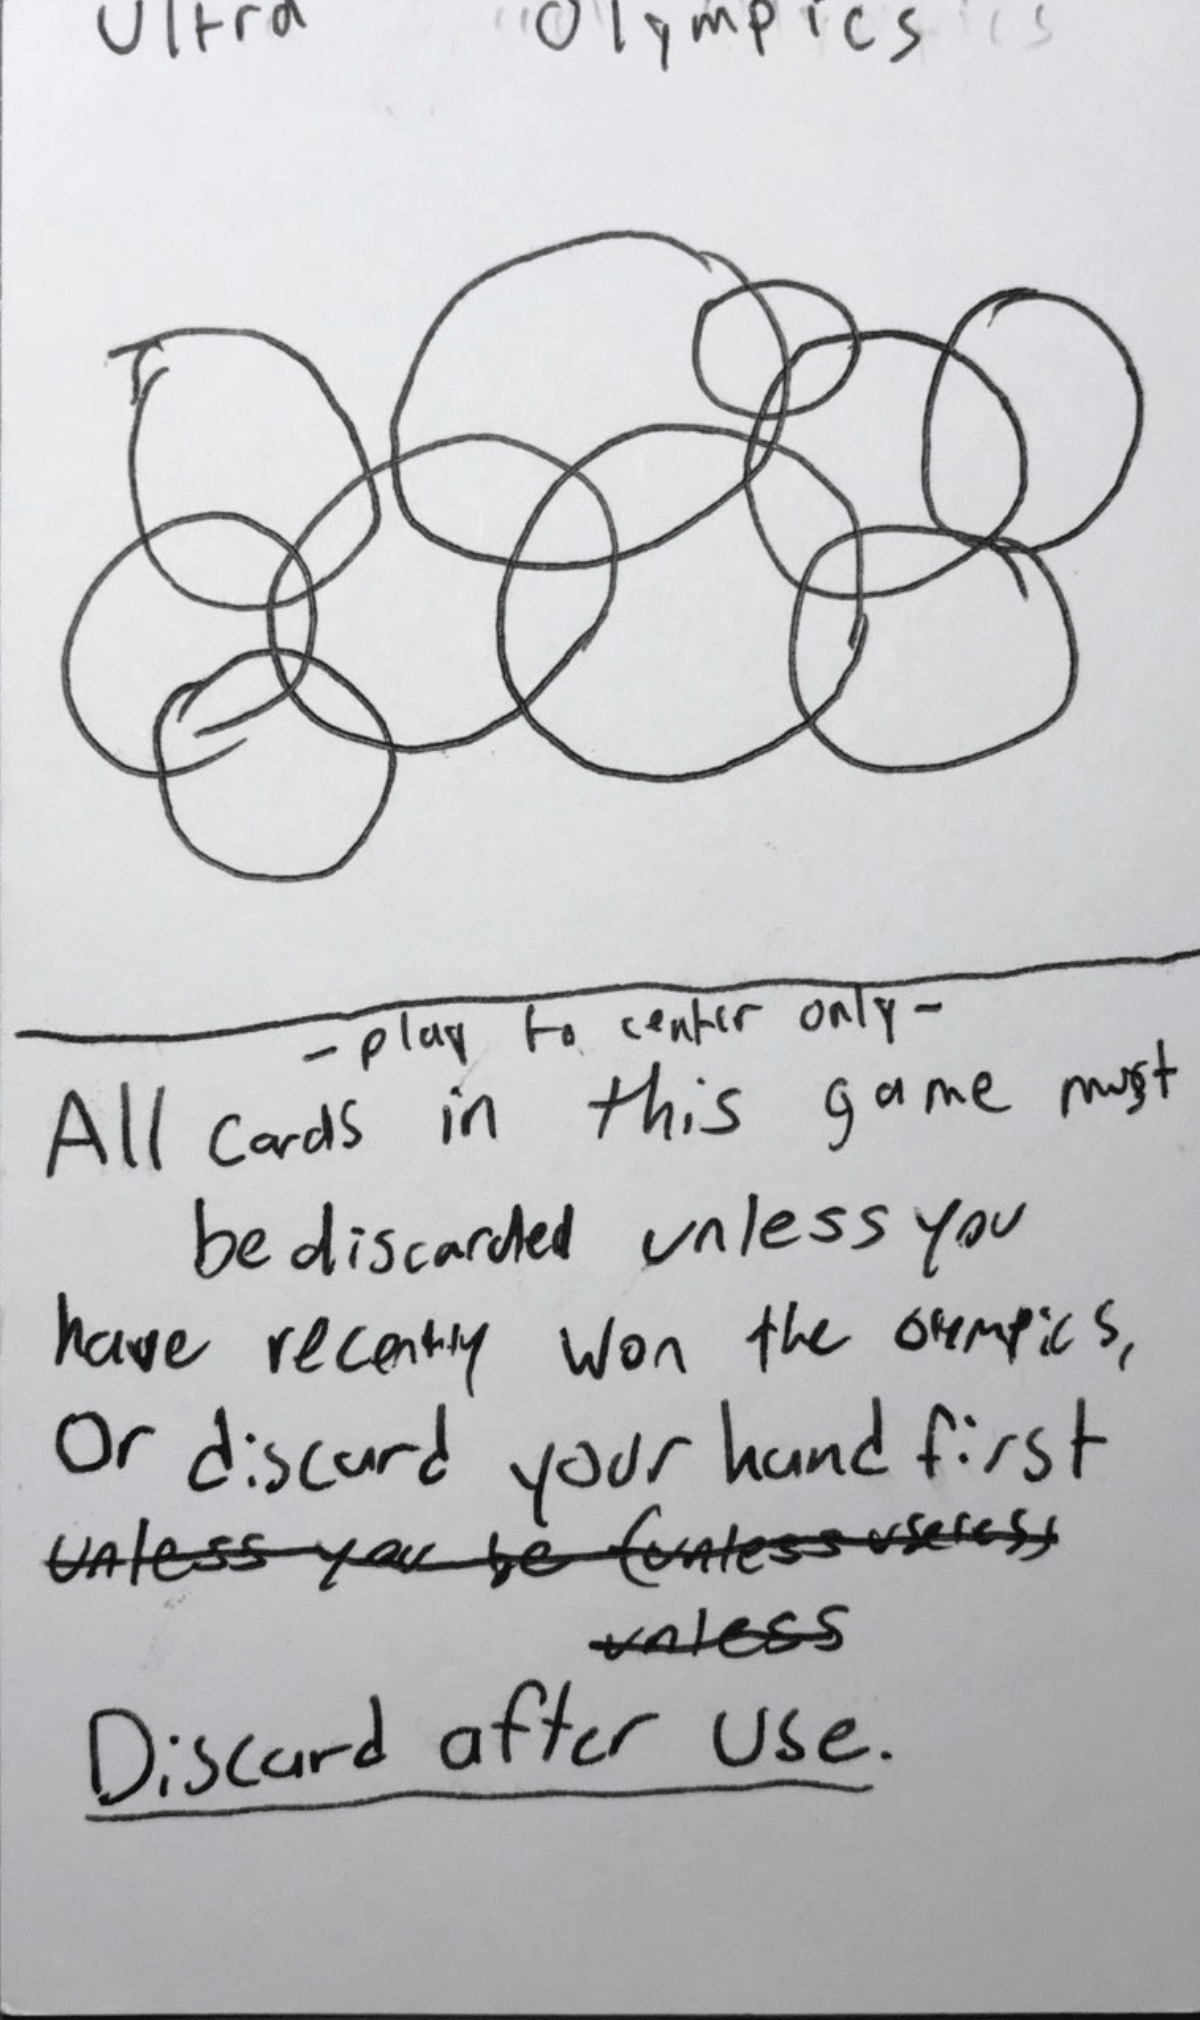 Ultra Olympics
- play to center only -
All cards in this game must
be discarded unless you
have recently won the olympics,
Or discard your hand first
unless you be (unless useless)
unless
Discard after use.